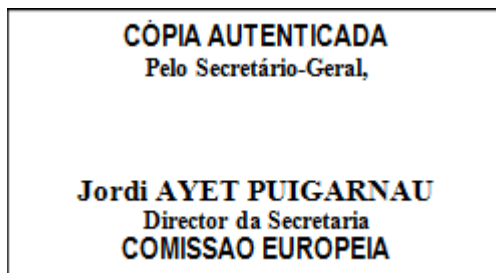 CÓPIA AUTENTICADA
Pelo Secretário-Geral,
Jordi AYET PUIGARNAU
Director da Secretaria
COMISSAO EUROPEIA